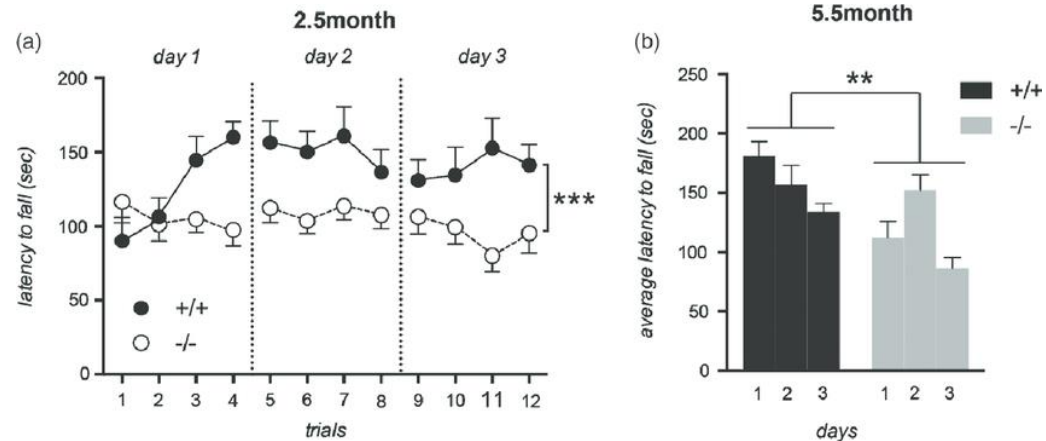 2.5month
(a)
day 1
day 2
day 3
200
150
100
50
0
latency to fall (sec)
***
+/+
-/-
1 2 3 4 5 6 7 8 9 10 11 12
trials
5.5month
(b)
250
200
150
100
50
0
average latency to fall (sec)
**
+/+
-/-
1 2 3 1 2 3
days